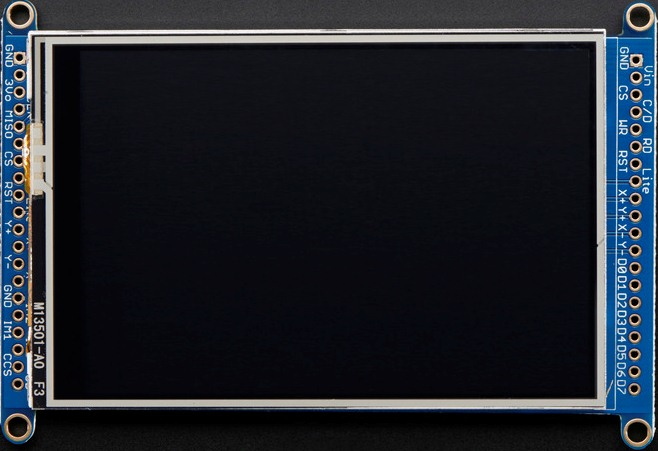 GND
3Vo
MISO
CS
RST
Y+
Y-
GND
IM1
CCS
M13501-A0 F3
GND
Vin
CS
C/D
WR
RD
RST
Lite
X+
Y+
X-
Y-
D0
D1
D2
D3
D4
D5
D6
D7